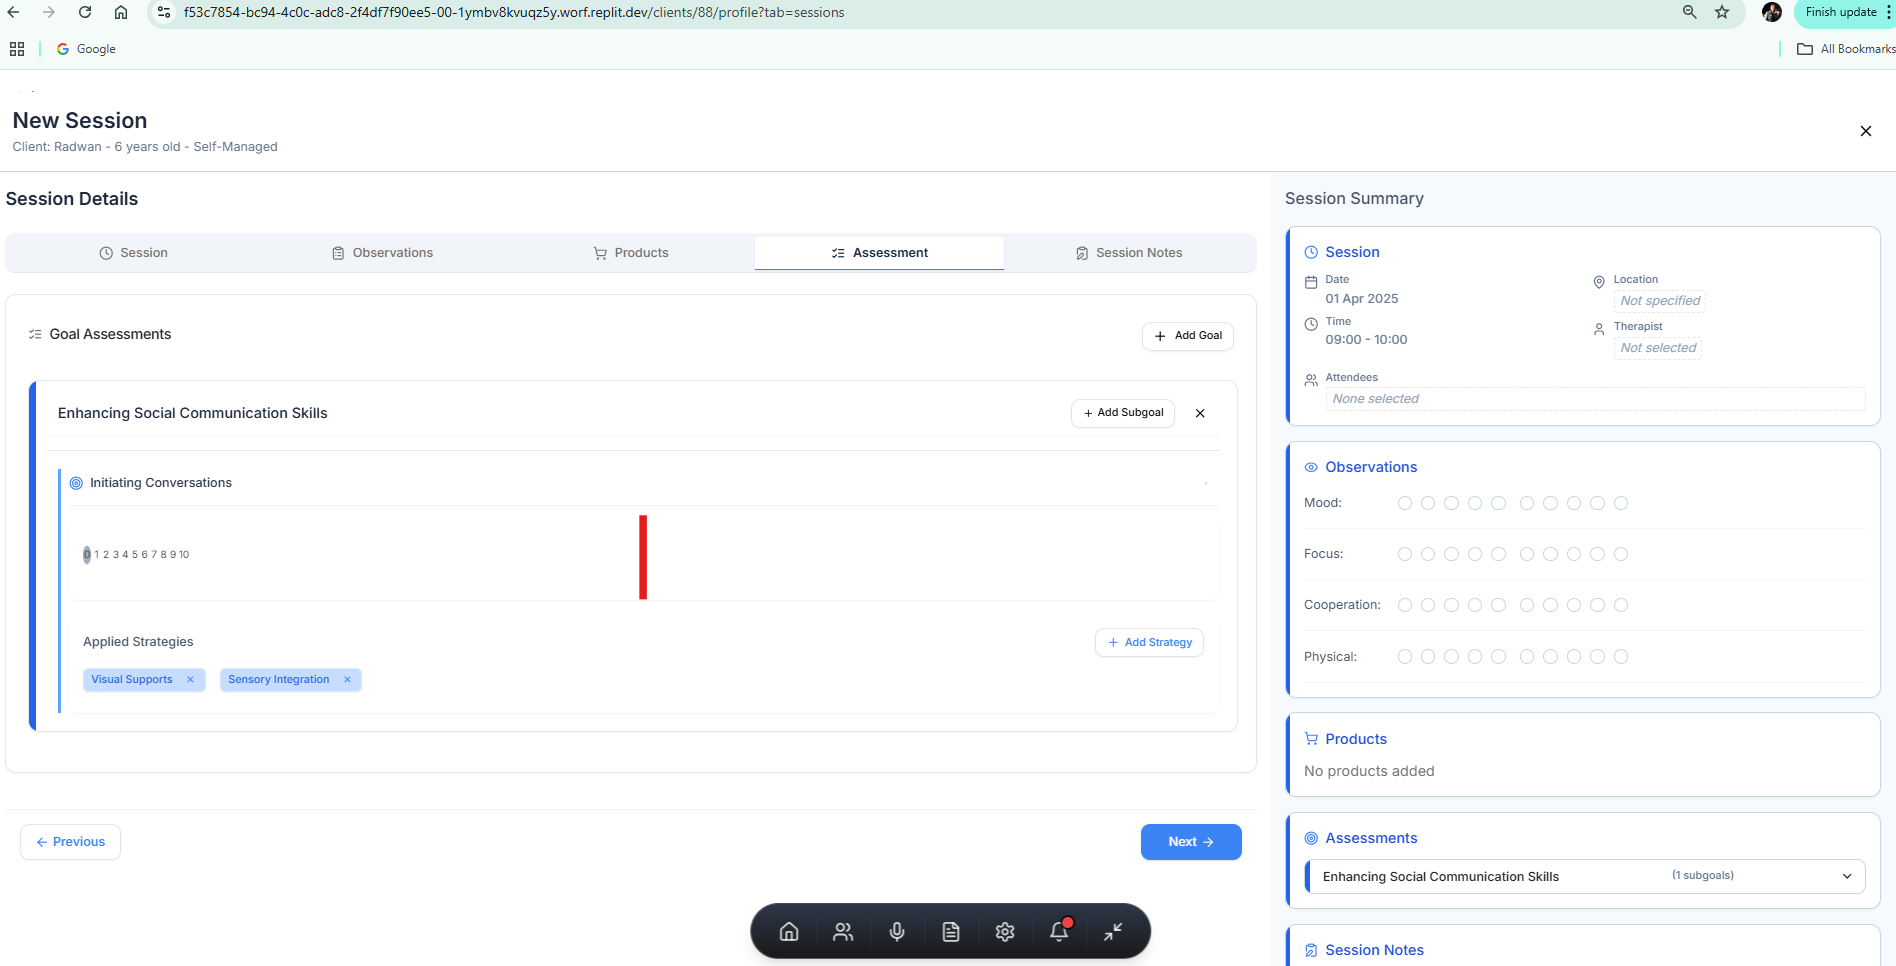 f53c7854-bc94-4c0c-adc8-2f4df7f90ee5-00-1ymbv8kvuqz5y.worf.replit.dev/clients/88/profile?tab=sessions
Finish update
Google
All Bookmarks
New Session
Client: Radwan - 6 years old - Self-Managed
Session Details
Session
Observations
Products
Assessment
Session Notes
Goal Assessments
Add Goal
Enhancing Social Communication Skills
Add Subgoal
Initiating Conversations
0 1 2 3 4 5 6 7 8 9 10
Applied Strategies
Add Strategy
Visual Supports
Sensory Integration
Previous
Next
Session Summary
Session
Date
01 Apr 2025
Location
Not specified
Time
09:00 - 10:00
Therapist
Not selected
Attendees
None selected
Observations
Mood:
Focus:
Cooperation:
Physical:
Products
No products added
Assessments
Enhancing Social Communication Skills (1 subgoals)
Session Notes